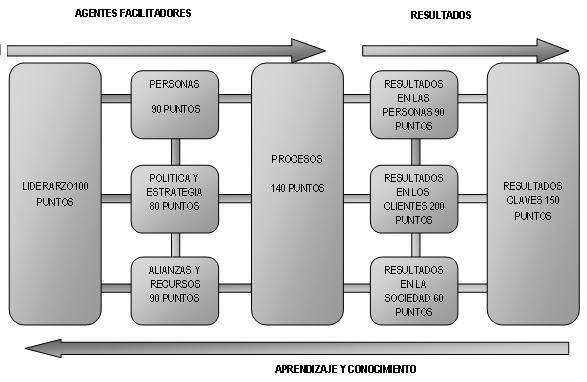 AGENTES FACILITADORES
RESULTADOS
LIDERARZO100
PUNTOS
PERSONAS
90 PUNTOS
POLITICA Y
ESTRATEGIA
80 PUNTOS
ALIANZAS Y
RECURSOS
90 PUNTOS
PROCESOS
140 PUNTOS
RESULTADOS
EN LAS
PERSONAS 90
PUNTOS
RESULTADOS
EN LOS
CLIENTES 200
PUNTOS
RESULTADOS
EN LA
SOCIEDAD 60
PUNTOS
RESULTADOS
CLAVES 150
PUNTOS
APRENDIZAJE Y CONOCIMIENTO